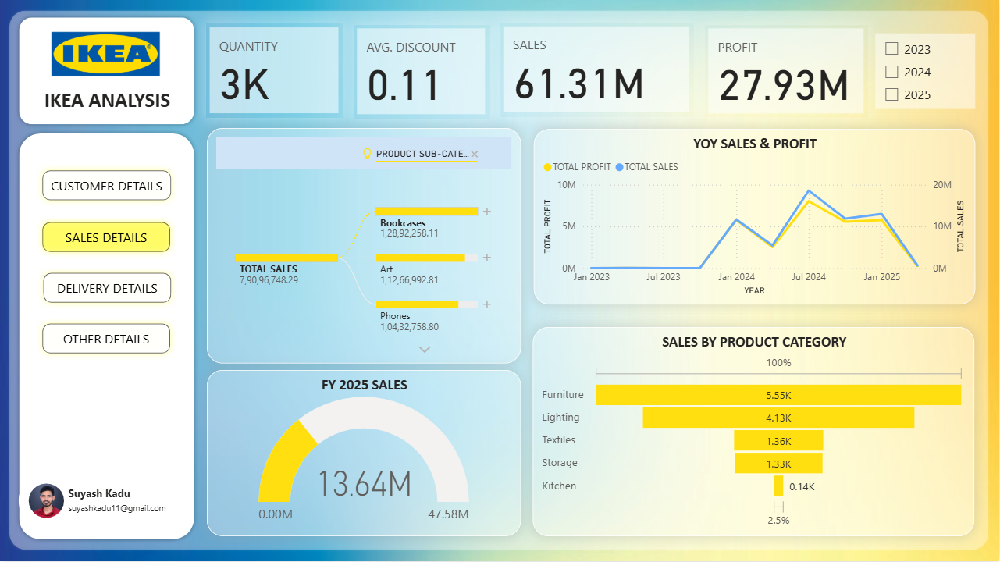 IKEA
IKEA ANALYSIS
QUANTITY
3K
AVG. DISCOUNT
0.11
SALES
61.31M
PROFIT
27.93M
2023
2024
2025
CUSTOMER DETAILS
SALES DETAILS
DELIVERY DETAILS
OTHER DETAILS
Suyash Kadu
suyashkadu11@gmail.com
PRODUCT SUB-CATE...
TOTAL SALES
7,90,96,748.29
Bookcases
1,28,92,258.11
Art
1,12,66,992.81
Phones
1,04,32,758.80
YOY SALES & PROFIT
TOTAL PROFIT TOTAL SALES
10M
5M
0M
TOTAL PROFIT
20M
10M
0M
TOTAL SALES
Jan 2023 Jul 2023 Jan 2024 Jul 2024 Jan 2025
YEAR
FY 2025 SALES
13.64M
0.00M 47.58M
SALES BY PRODUCT CATEGORY
100%
Furniture 5.55K
Lighting 4.13K
Textiles 1.36K
Storage 1.33K
Kitchen 0.14K
2.5%